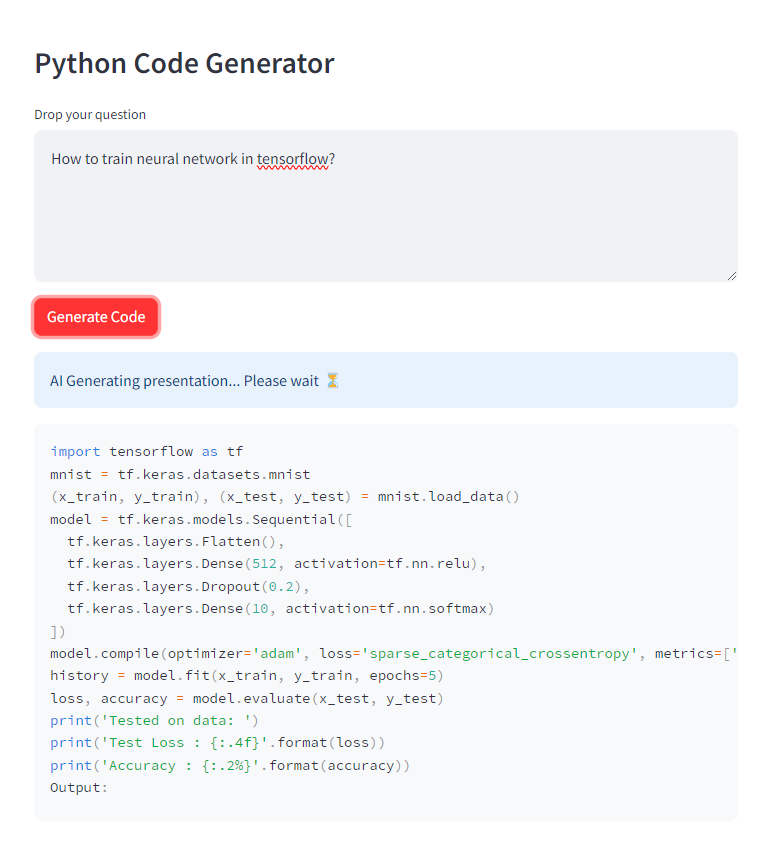 Python Code Generator
Drop your question
How to train neural network in tensorflow?
Generate Code
AI Generating presentation... Please wait ⏳
import tensorflow as tf
mnist = tf.keras.datasets.mnist
(x_train, y_train), (x_test, y_test) = mnist.load_data()
model = tf.keras.models.Sequential([
  tf.keras.layers.Flatten(),
  tf.keras.layers.Dense(512, activation=tf.nn.relu),
  tf.keras.layers.Dropout(0.2),
  tf.keras.layers.Dense(10, activation=tf.nn.softmax)
])
model.compile(optimizer='adam', loss='sparse_categorical_crossentropy', metrics=['
history = model.fit(x_train, y_train, epochs=5)
loss, accuracy = model.evaluate(x_test, y_test)
print('Tested on data: ')
print('Test Loss : {:.4f}'.format(loss))
print('Accuracy : {:.2%}'.format(accuracy))
Output: